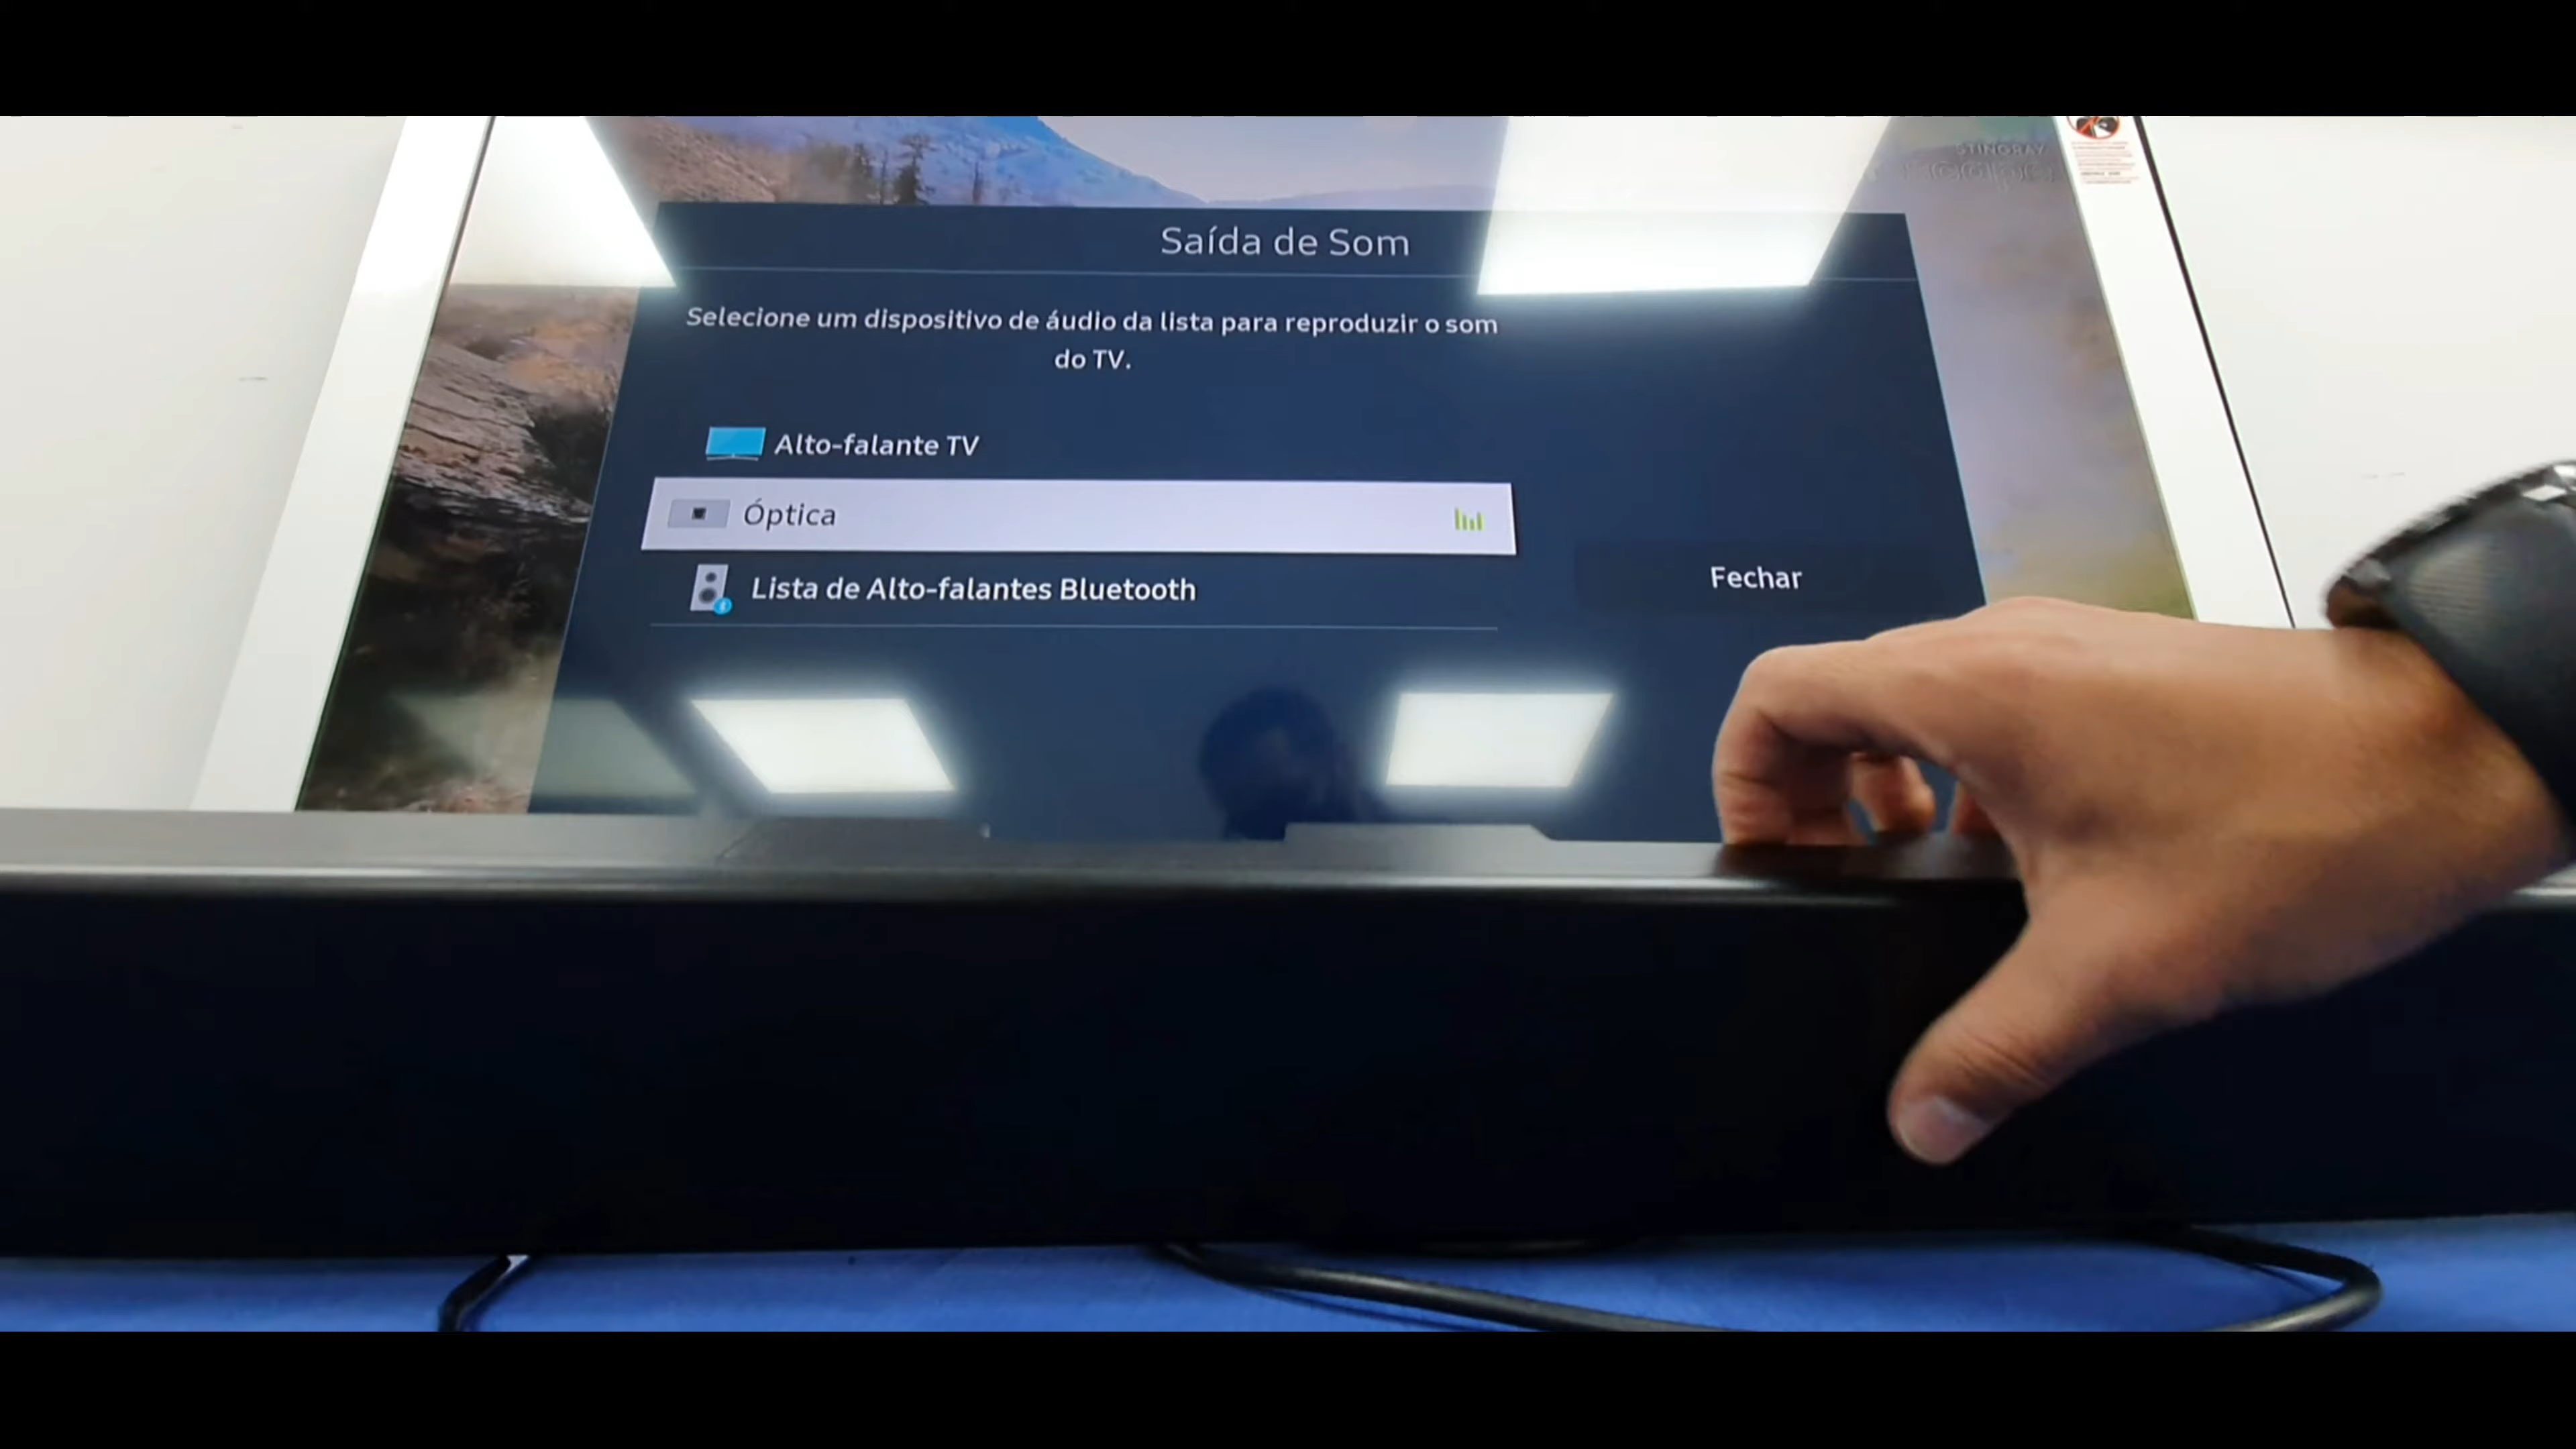 STINGRAY
Saída de Som
Selecione um dispositivo de áudio da lista para reproduzir o som
do TV.
Alto-falante TV
Óptica
Lista de Alto-falantes Bluetooth
Fechar